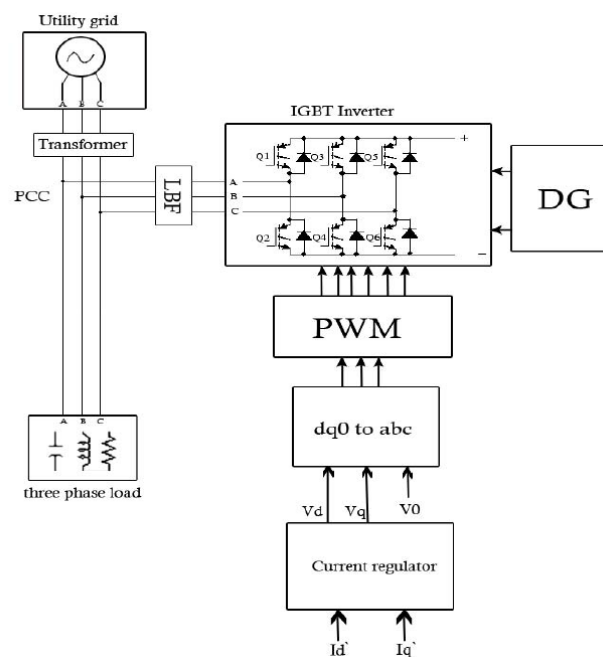 Utility grid
A B C
Transformer
PCC
LBF
IGBT Inverter
Q1 Q3 Q5
+
A
B
C
Q2 Q4 Q6
–
DG
PWM
dq0 to abc
Vd Vq V0
Current regulator
Id` Iq`
A B C
three phase load